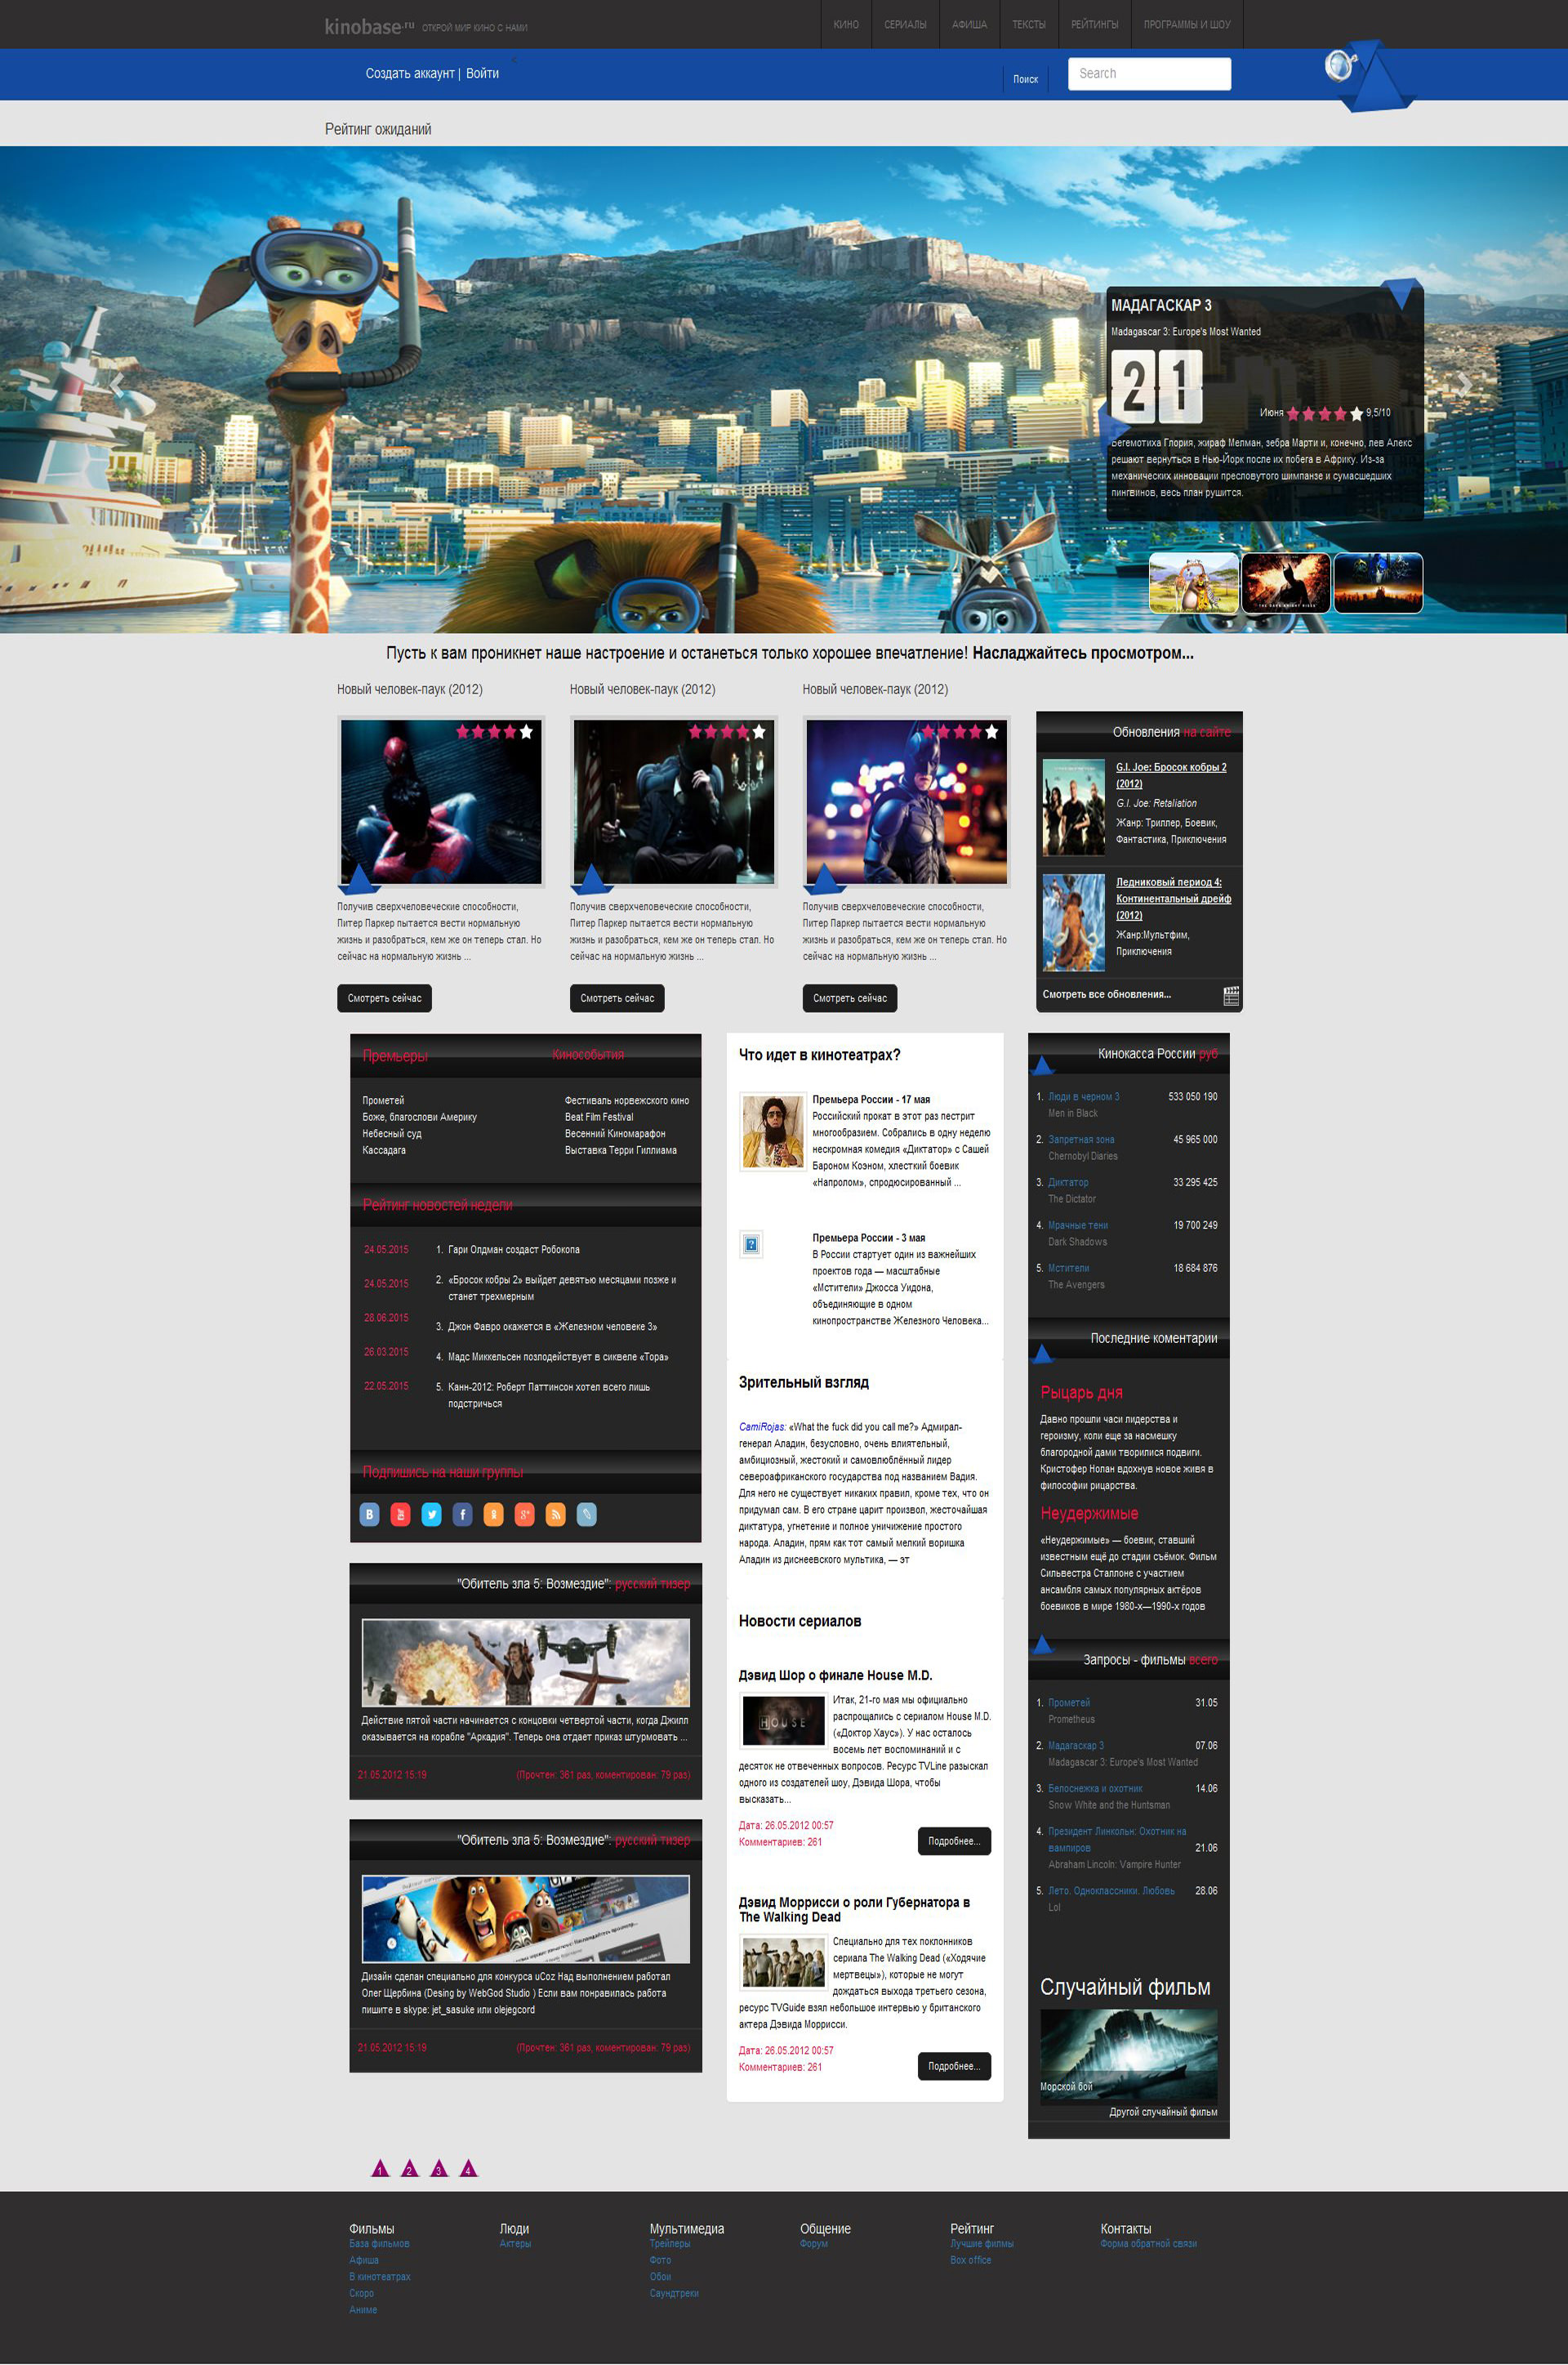 kinobase.ru ОТКРОЙ МИР КИНО С НАМИ
КИНО СЕРИАЛЫ АФИША ТЕКСТЫ РЕЙТИНГИ ПРОГРАММЫ И ШОУ
<
Создать аккаунт | Войти
Поиск
Search
Рейтинг ожиданий
МАДАГАСКАР 3
Madagascar 3: Europe's Most Wanted
21
Июня 9,5/10
Бегемотиха Глория, жираф Мелман, зебра Марти и, конечно, лев Алекс
решают вернуться в Нью-Йорк после их побега в Африку. Из-за
механических инновации пресловутого шимпанзе и сумасшедших
пингвинов, весь план рушится.
Пусть к вам проникнет наше настроение и останеться только хорошее впечатление! Насладжайтесь просмотром...
Новый человек-паук (2012)
Получив сверхчеловеческие способности,
Питер Паркер пытается вести нормальную
жизнь и разобраться, кем же он теперь стал. Но
сейчас на нормальную жизнь ...
Смотреть сейчас
Новый человек-паук (2012)
Получив сверхчеловеческие способности,
Питер Паркер пытается вести нормальную
жизнь и разобраться, кем же он теперь стал. Но
сейчас на нормальную жизнь ...
Смотреть сейчас
Новый человек-паук (2012)
Получив сверхчеловеческие способности,
Питер Паркер пытается вести нормальную
жизнь и разобраться, кем же он теперь стал. Но
сейчас на нормальную жизнь ...
Смотреть сейчас
Обновления на сайте
G.I. Joe: Бросок кобры 2
(2012)
G.I. Joe: Retaliation
Жанр: Триллер, Боевик,
Фантастика, Приключения
Ледниковый период 4:
Континентальный дрейф
(2012)
Жанр:Мультфим,
Приключения
Смотреть все обновления...
Премьеры Кинособытия
Прометей
Боже, благослови Америку
Небесный суд
Кассадага
Фестиваль норвежского кино
Beat Film Festival
Весенний Киномарафон
Выставка Терри Гиллиама
Рейтинг новостей недели
24.05.2015
24.05.2015
28.06.2015
26.03.2015
22.05.2015
1. Гари Олдман создаст Робокопа
2. «Бросок кобры 2» выйдет девятью месяцами позже и
станет трехмерным
3. Джон Фавро окажется в «Железном человеке 3»
4. Мадс Миккельсен позлодействует в сиквеле «Тора»
5. Канн-2012: Роберт Паттинсон хотел всего лишь
подстричься
Подпишись на наши группы
"Обитель зла 5: Возмездие": русский тизер
Действие пятой части начинается с концовки четвертой части, когда Джилл
оказывается на корабле "Аркадия". Теперь она отдает приказ штурмовать ...
21.05.2012 15:19 (Прочтен: 361 раз, коментирован: 79 раз)
"Обитель зла 5: Возмездие": русский тизер
Дизайн сделан специально для конкурса uCoz Над выполнением работал
Олег Щербина (Desing by WebGod Studio ) Если вам понравилась работа
пишите в skype: jet_sasuke или olejegcord
21.05.2012 15:19 (Прочтен: 361 раз, коментирован: 79 раз)
Что идет в кинотеатрах?
Премьера России - 17 мая
Российский прокат в этот раз пестрит
многообразием. Собрались в одну неделю
нескромная комедия «Диктатор» с Сашей
Бароном Коэном, хлесткий боевик
«Напролом», спродюсированный ...
Премьера России - 3 мая
В России стартует один из важнейших
проектов года — масштабные
«Мстители» Джосса Уидона,
объединяющие в одном
кинопространстве Железного Человека...
Зрительный взгляд
CamiRojas: «What the fuck did you call me?» Адмирал-
генерал Аладин, безусловно, очень влиятельный,
амбициозный, жестокий и самовлюблённый лидер
североафриканского государства под названием Вадия.
Для него не существует никаких правил, кроме тех, что он
придумал сам. В его стране царит произвол, жесточайшая
диктатура, угнетение и полное уничижение простого
народа. Аладин, прям как тот самый мелкий воришка
Аладин из диснеевского мультика, — эт
Новости сериалов
Дэвид Шор о финале House M.D.
HOUSE
Итак, 21-го мая мы официально
распрощались с сериалом House M.D.
(«Доктор Хаус»). У нас осталось
восемь лет воспоминаний и с
десяток не отвеченных вопросов. Ресурс TVLine разыскал
одного из создателей шоу, Дэвида Шора, чтобы
высказать...
Дата: 26.05.2012 00:57
Комментариев: 261
Подробнее...
Дэвид Моррисси о роли Губернатора в
The Walking Dead
Специально для тех поклонников
сериала The Walking Dead («Ходячие
мертвецы»), которые не могут
дождаться выхода третьего сезона,
ресурс TVGuide взял небольшое интервью у британского
актера Дэвида Моррисси.
Дата: 26.05.2012 00:57
Комментариев: 261
Подробнее...
Кинокасса России руб
1. Люди в черном 3 533 050 190
Men in Black
2. Запретная зона 45 965 000
Chernobyl Diaries
3. Диктатор 33 295 425
The Dictator
4. Мрачные тени 19 700 249
Dark Shadows
5. Мстители 18 684 876
The Avengers
Последние коментарии
Рыцарь дня
Давно прошли часи лидерства и
героизму, коли еще за насмешку
благородной дами творилися подвиги.
Кристофер Нолан вдохнув новое живя в
философии рицарства.
Неудержимые
«Неудержимые» — боевик, ставший
известным ещё до стадии съёмок. Фильм
Сильвестра Сталлоне с участием
ансамбля самых популярных актёров
боевиков в мире 1980-х—1990-х годов
Запросы - фильмы всего
1. Прометей 31.05
Prometheus
2. Мадагаскар 3 07.06
Madagascar 3: Europe's Most Wanted
3. Белоснежка и охотник 14.06
Snow White and the Huntsman
4. Президент Линкольн: Охотник на
вампиров 21.06
Abraham Lincoln: Vampire Hunter
5. Лето. Одноклассники. Любовь 28.06
Lol
Случайный фильм
Морской бой
Другой случайный фильм
1 2 3 4
Фильмы
База фильмов
Афиша
В кинотеатрах
Скоро
Аниме
Люди
Актеры
Мультимедиа
Трейлеры
Фото
Обои
Саундтреки
Общение
Форум
Рейтинг
Лучшие филмы
Box office
Контакты
Форма обратной связи